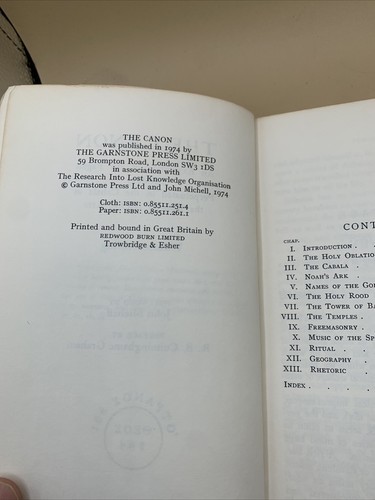 THE CANON
was published in 1974 by
THE GARNSTONE PRESS LIMITED
59 Brompton Road, London SW3 1DS
in association with
The Research Into Lost Knowledge Organisation
© Garnstone Press Ltd and John Michell, 1974
Cloth: ISBN: 0.85511.251.4
Paper: ISBN: 0.85511.261.1
Printed and bound in Great Britain by
REDWOOD BURN LIMITED
Trowbridge & Esher
CONT
CHAP.
I. Introduction . .
II. The Holy Oblatio
III. The Cabala .
IV. Noah's Ark .
V. Names of the Go
VI. The Holy Rood
VII. The Tower of Ba
VIII. The Temples .
IX. Freemasonry .
X. Music of the Sp
XI. Ritual . .
XII. Geography .
XIII. Rhetoric .
Index . . . .